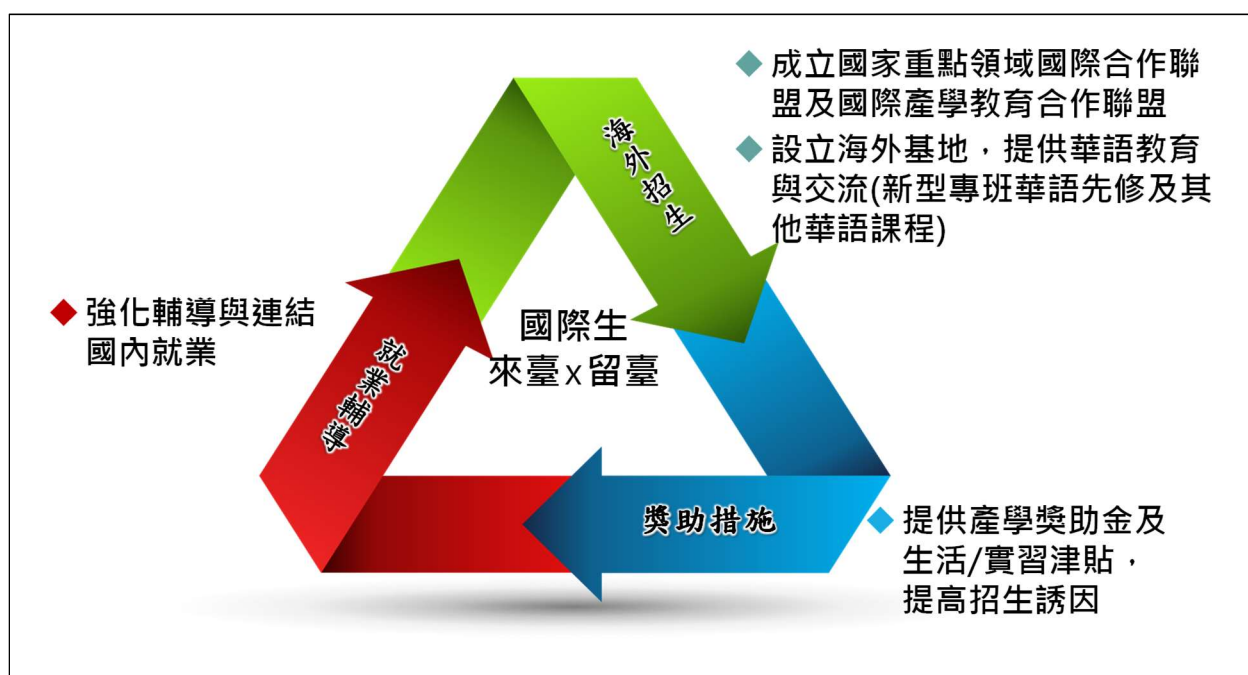 成立國家重點領域國際合作聯
盟及國際產學教育合作聯盟
設立海外基地，提供華語教育
與交流(新型專班華語先修及其
他華語課程)
海外招生
強化輔導與連結
國內就業
國際生
來臺x留臺
就業輔導
獎助措施
提供產學獎助金及
生活/實習津貼，
提高招生誘因